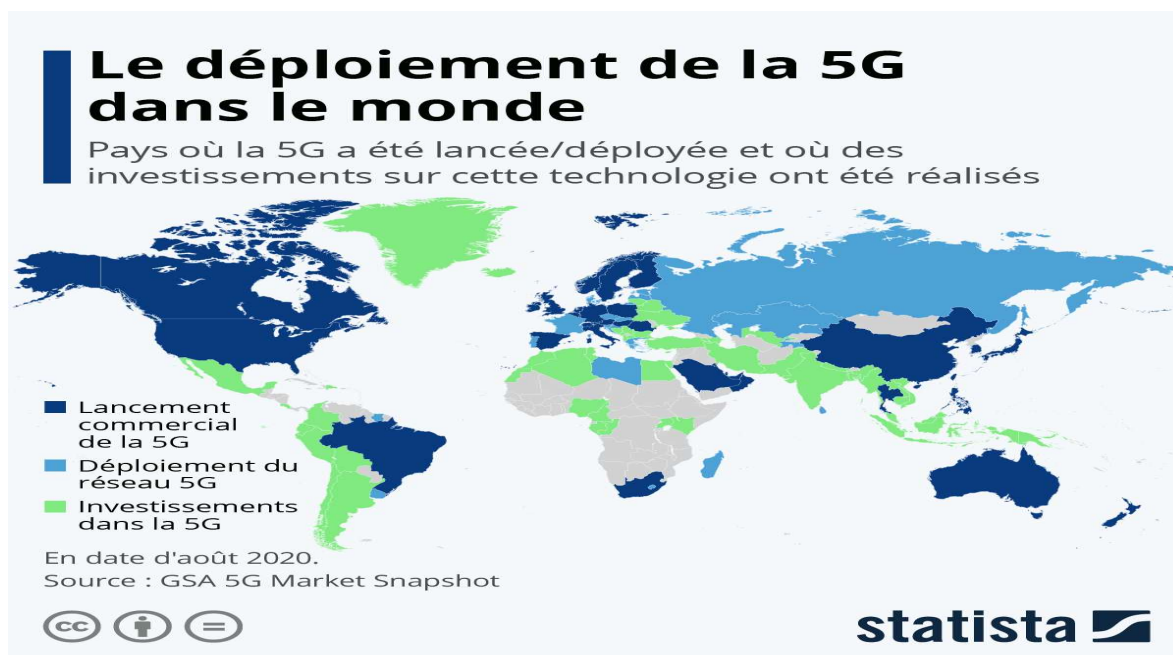 Le déploiement de la 5G
dans le monde
Pays où la 5G a été lancée/déployée et où des
investissements sur cette technologie ont été réalisés
Lancement
commercial
de la 5G
Déploiement du
réseau 5G
Investissements
dans la 5G
En date d'août 2020.
Source : GSA 5G Market Snapshot
cc
statista